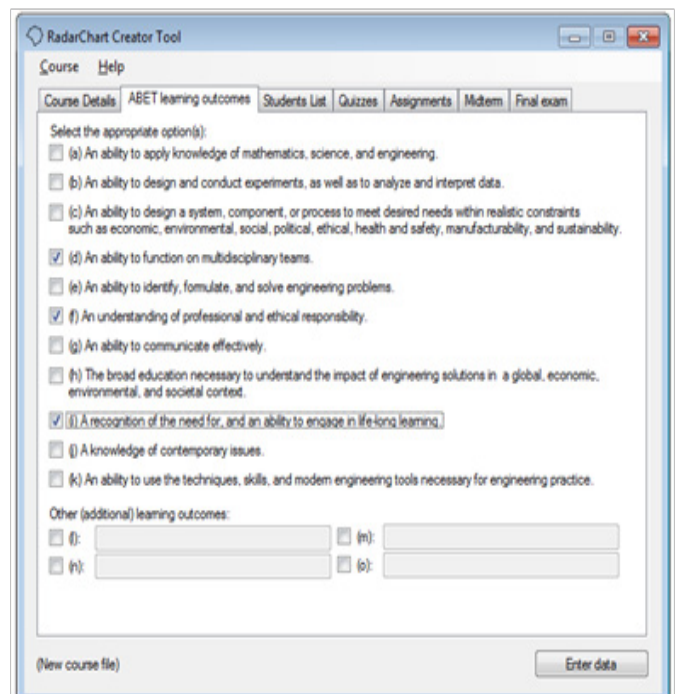 RadarChart Creator Tool
Course Help
Course Details ABET learning outcomes Students List Quizzes Assignments Midterm Final exam
Select the appropriate option(s):
(a) An ability to apply knowledge of mathematics, science, and engineering.
(b) An ability to design and conduct experiments, as well as to analyze and interpret data.
(c) An ability to design a system, component, or process to meet desired needs within realistic constraints
such as economic, environmental, social, political, ethical, health and safety, manufacturability, and sustainability.
(d) An ability to function on multidisciplinary teams.
(e) An ability to identify, formulate, and solve engineering problems.
(f) An understanding of professional and ethical responsibility.
(g) An ability to communicate effectively.
(h) The broad education necessary to understand the impact of engineering solutions in a global, economic,
environmental, and societal context.
(i) A recognition of the need for, and an ability to engage in life-long learning.
(j) A knowledge of contemporary issues.
(k) An ability to use the techniques, skills, and modern engineering tools necessary for engineering practice.
Other (additional) learning outcomes:
(l): (m):
(n): (o):
(New course file) Enter data